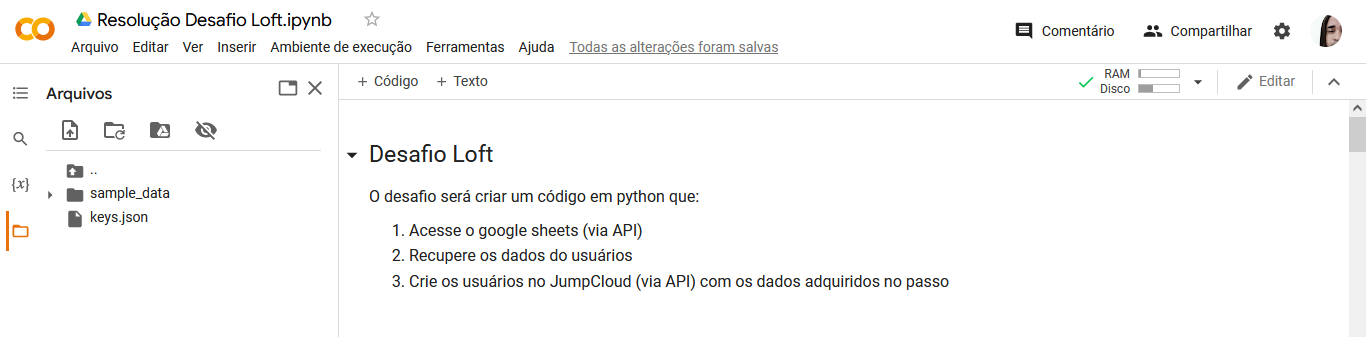 Resolução Desafio Loft.ipynb
Arquivo Editar Ver Inserir Ambiente de execução Ferramentas Ajuda Todas as alterações foram salvas
Comentário Compartilhar
Arquivos
+ Código + Texto
RAM
Disco
Editar
{x}
..
sample_data
keys.json
Desafio Loft
O desafio será criar um código em python que:
1. Acesse o google sheets (via API)
2. Recupere os dados do usuários
3. Crie os usuários no JumpCloud (via API) com os dados adquiridos no passo